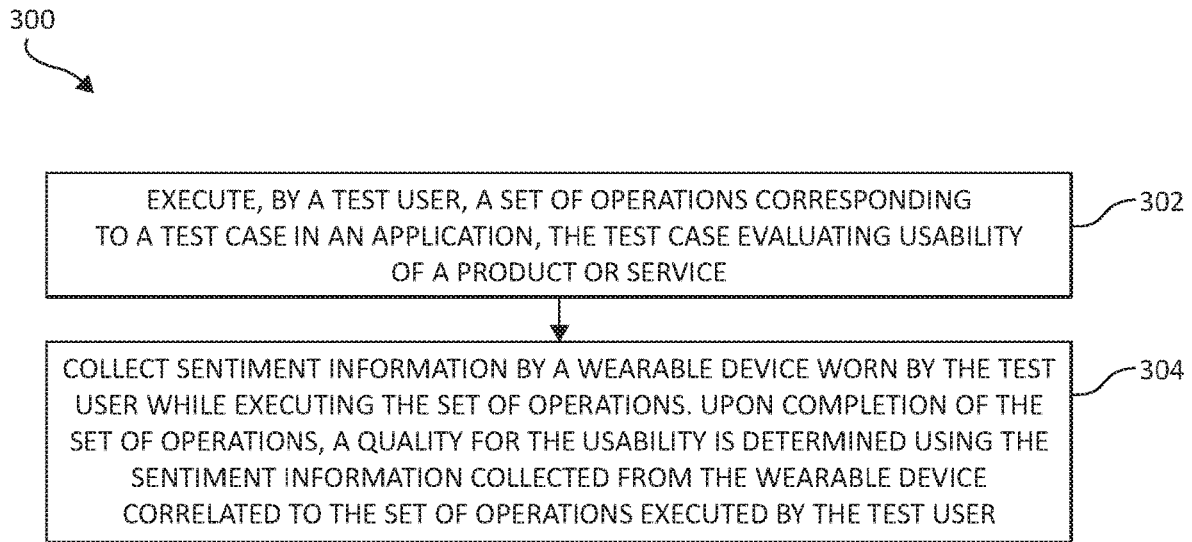 300
EXECUTE, BY A TEST USER, A SET OF OPERATIONS CORRESPONDING
TO A TEST CASE IN AN APPLICATION, THE TEST CASE EVALUATING USABILITY
OF A PRODUCT OR SERVICE
302
COLLECT SENTIMENT INFORMATION BY A WEARABLE DEVICE WORN BY THE TEST
USER WHILE EXECUTING THE SET OF OPERATIONS. UPON COMPLETION OF THE
SET OF OPERATIONS, A QUALITY FOR THE USABILITY IS DETERMINED USING THE
SENTIMENT INFORMATION COLLECTED FROM THE WEARABLE DEVICE
CORRELATED TO THE SET OF OPERATIONS EXECUTED BY THE TEST USER
304